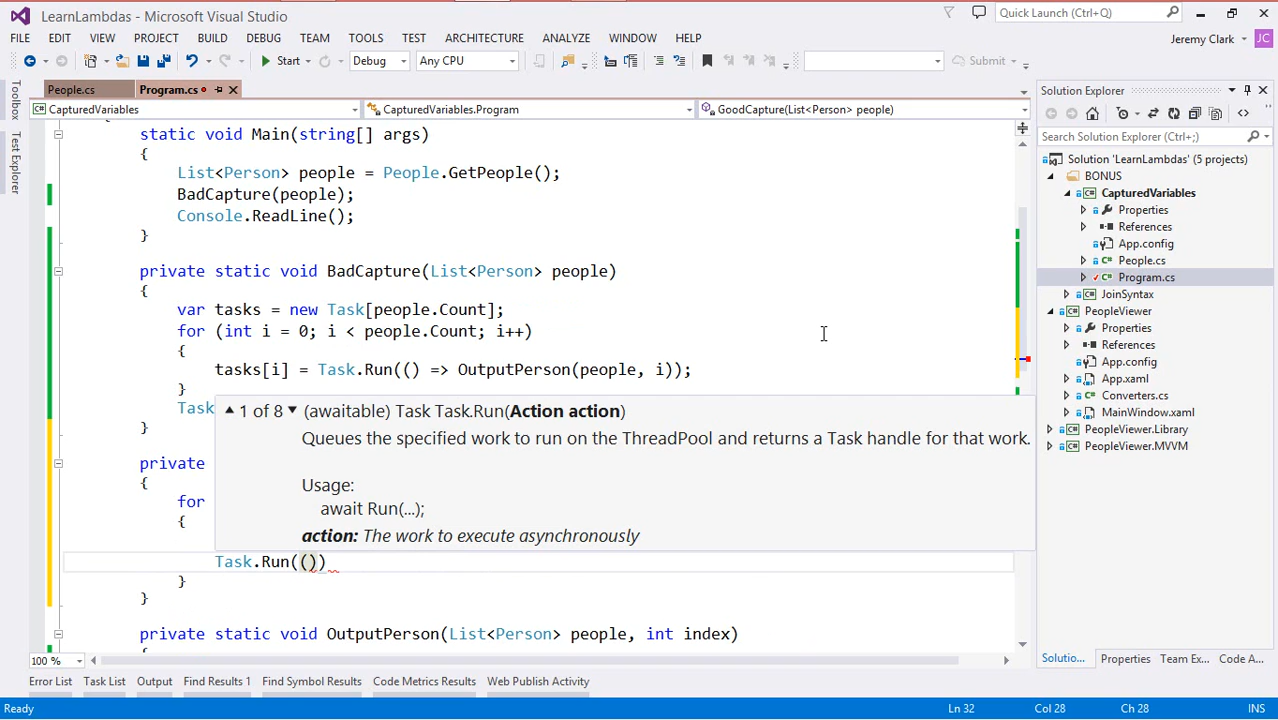 LearnLambdas - Microsoft Visual Studio
Quick Launch (Ctrl+Q)
FILE EDIT VIEW PROJECT BUILD DEBUG TEAM TOOLS TEST ARCHITECTURE ANALYZE WINDOW HELP
Jeremy Clark
JC
Start Debug Any CPU Submit
Toolbox
Test Explorer
People.cs Program.cs
CapturedVariables CapturedVariables.Program GoodCapture(List<Person> people)
static void Main(string[] args)
{
List<Person> people = People.GetPeople();
BadCapture(people);
Console.ReadLine();
}
private static void BadCapture(List<Person> people)
{
var tasks = new Task[people.Count];
for (int i = 0; i < people.Count; i++)
{
tasks[i] = Task.Run(() => OutputPerson(people, i));
}
Task
}
1 of 8 (awaitable) Task Task.Run(Action action)
Queues the specified work to run on the ThreadPool and returns a Task handle for that work.
Usage:
await Run(...);
action: The work to execute asynchronously
private
{
for
{
Task.Run(())
}
}
private static void OutputPerson(List<Person> people, int index)
{
100 %
Solution Explorer
Search Solution Explorer (Ctrl+;)
Solution 'LearnLambdas' (5 projects)
BONUS
CapturedVariables
Properties
References
App.config
People.cs
Program.cs
JoinSyntax
PeopleViewer
Properties
References
App.config
App.xaml
Converters.cs
MainWindow.xaml
PeopleViewer.Library
PeopleViewer.MVVM
Solutio... Properties Team Ex... Code A...
Error List Task List Output Find Results 1 Find Symbol Results Code Metrics Results Web Publish Activity
Ready Ln 32 Col 28 Ch 28 INS